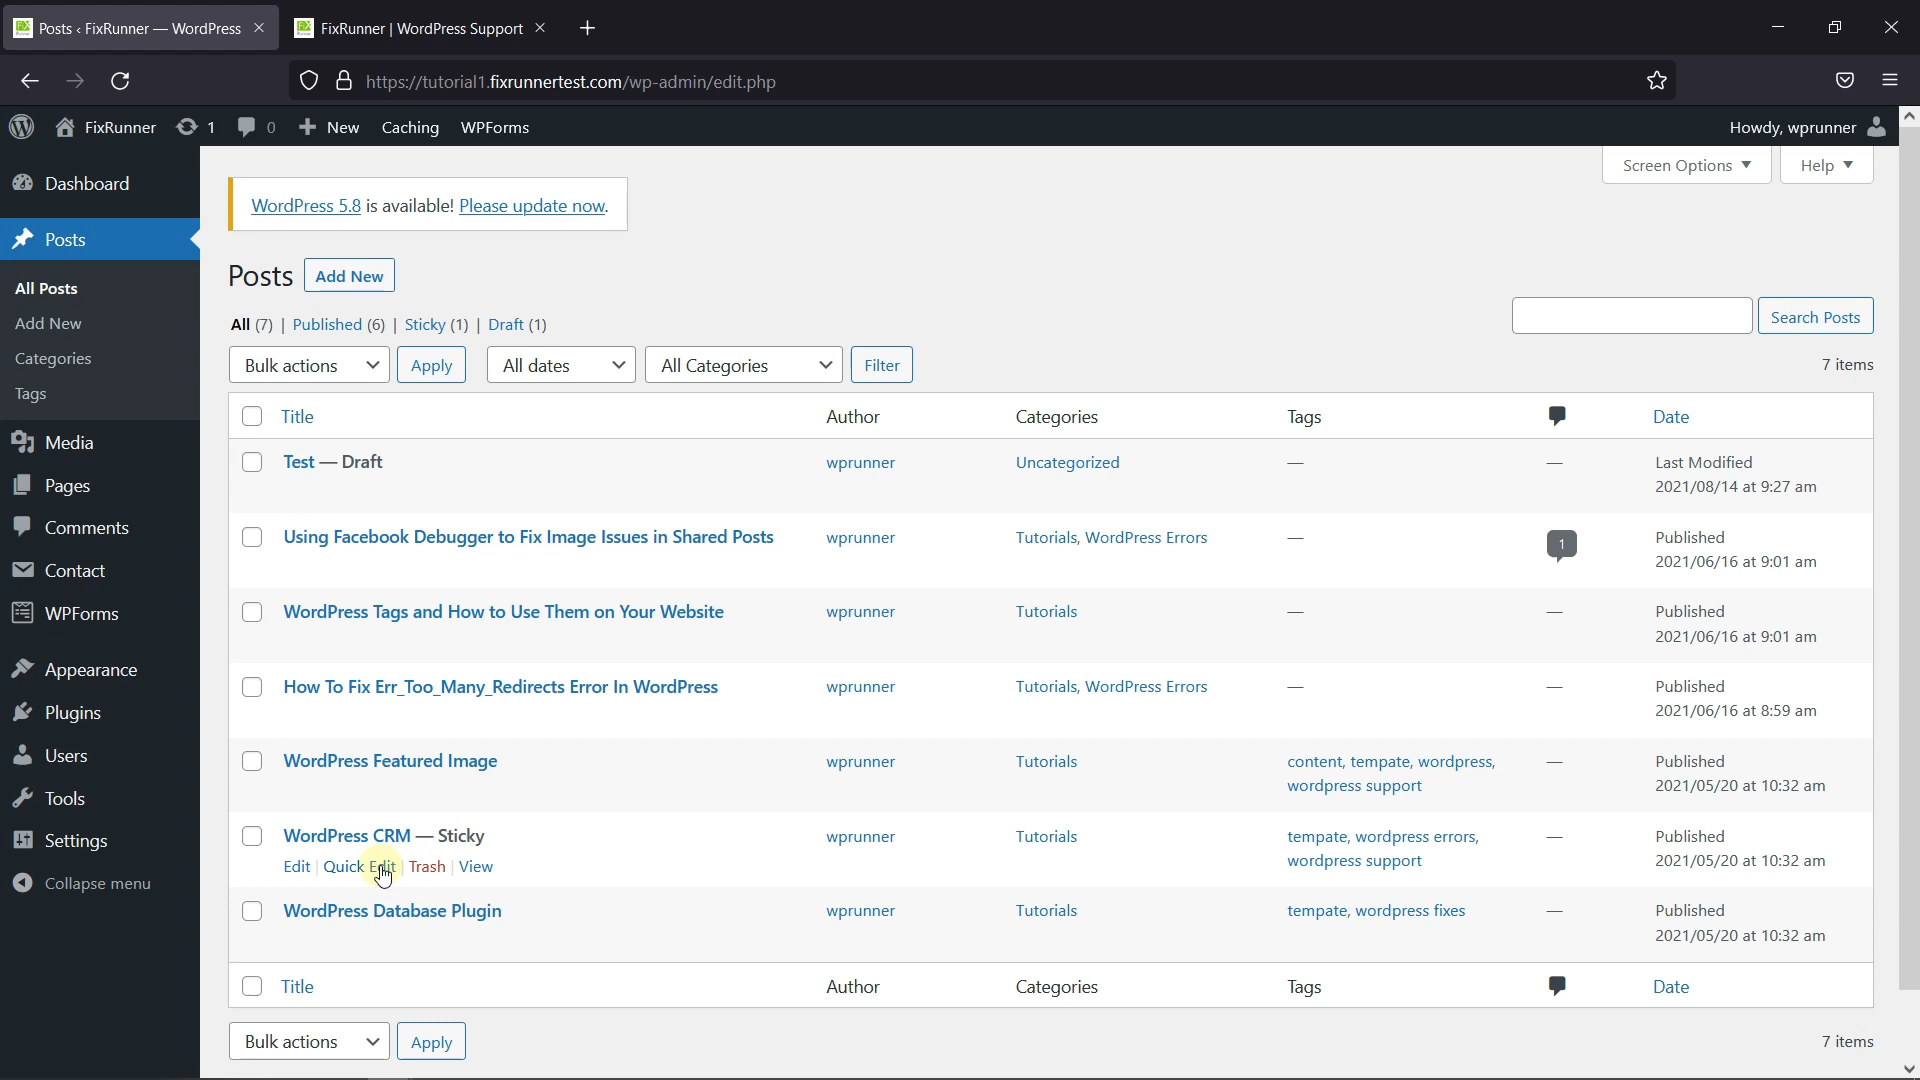 Posts ‹ FixRunner — WordPress
FixRunner | WordPress Support
https://tutorial1.fixrunnertest.com/wp-admin/edit.php
FixRunner 1 0 New Caching WPForms Howdy, wprunner
Screen Options Help
Dashboard
Posts
All Posts
Add New
Categories
Tags
Media
Pages
Comments
Contact
WPForms
Appearance
Plugins
Users
Tools
Settings
Collapse menu
WordPress 5.8 is available! Please update now.
Posts Add New
All (7) | Published (6) | Sticky (1) | Draft (1)
Search Posts
Bulk actions Apply All dates All Categories Filter 7 items
Title Author Categories Tags Date
Test — Draft wprunner Uncategorized — — Last Modified
2021/08/14 at 9:27 am
Using Facebook Debugger to Fix Image Issues in Shared Posts wprunner Tutorials, WordPress Errors — 1 Published
2021/06/16 at 9:01 am
WordPress Tags and How to Use Them on Your Website wprunner Tutorials — — Published
2021/06/16 at 9:01 am
How To Fix Err_Too_Many_Redirects Error In WordPress wprunner Tutorials, WordPress Errors — — Published
2021/06/16 at 8:59 am
WordPress Featured Image wprunner Tutorials content, tempate, wordpress, — Published
wordpress support 2021/05/20 at 10:32 am
WordPress CRM — Sticky wprunner Tutorials tempate, wordpress errors, — Published
Edit | Quick Edit | Trash | View wordpress support 2021/05/20 at 10:32 am
WordPress Database Plugin wprunner Tutorials tempate, wordpress fixes — Published
2021/05/20 at 10:32 am
Title Author Categories Tags Date
Bulk actions Apply 7 items